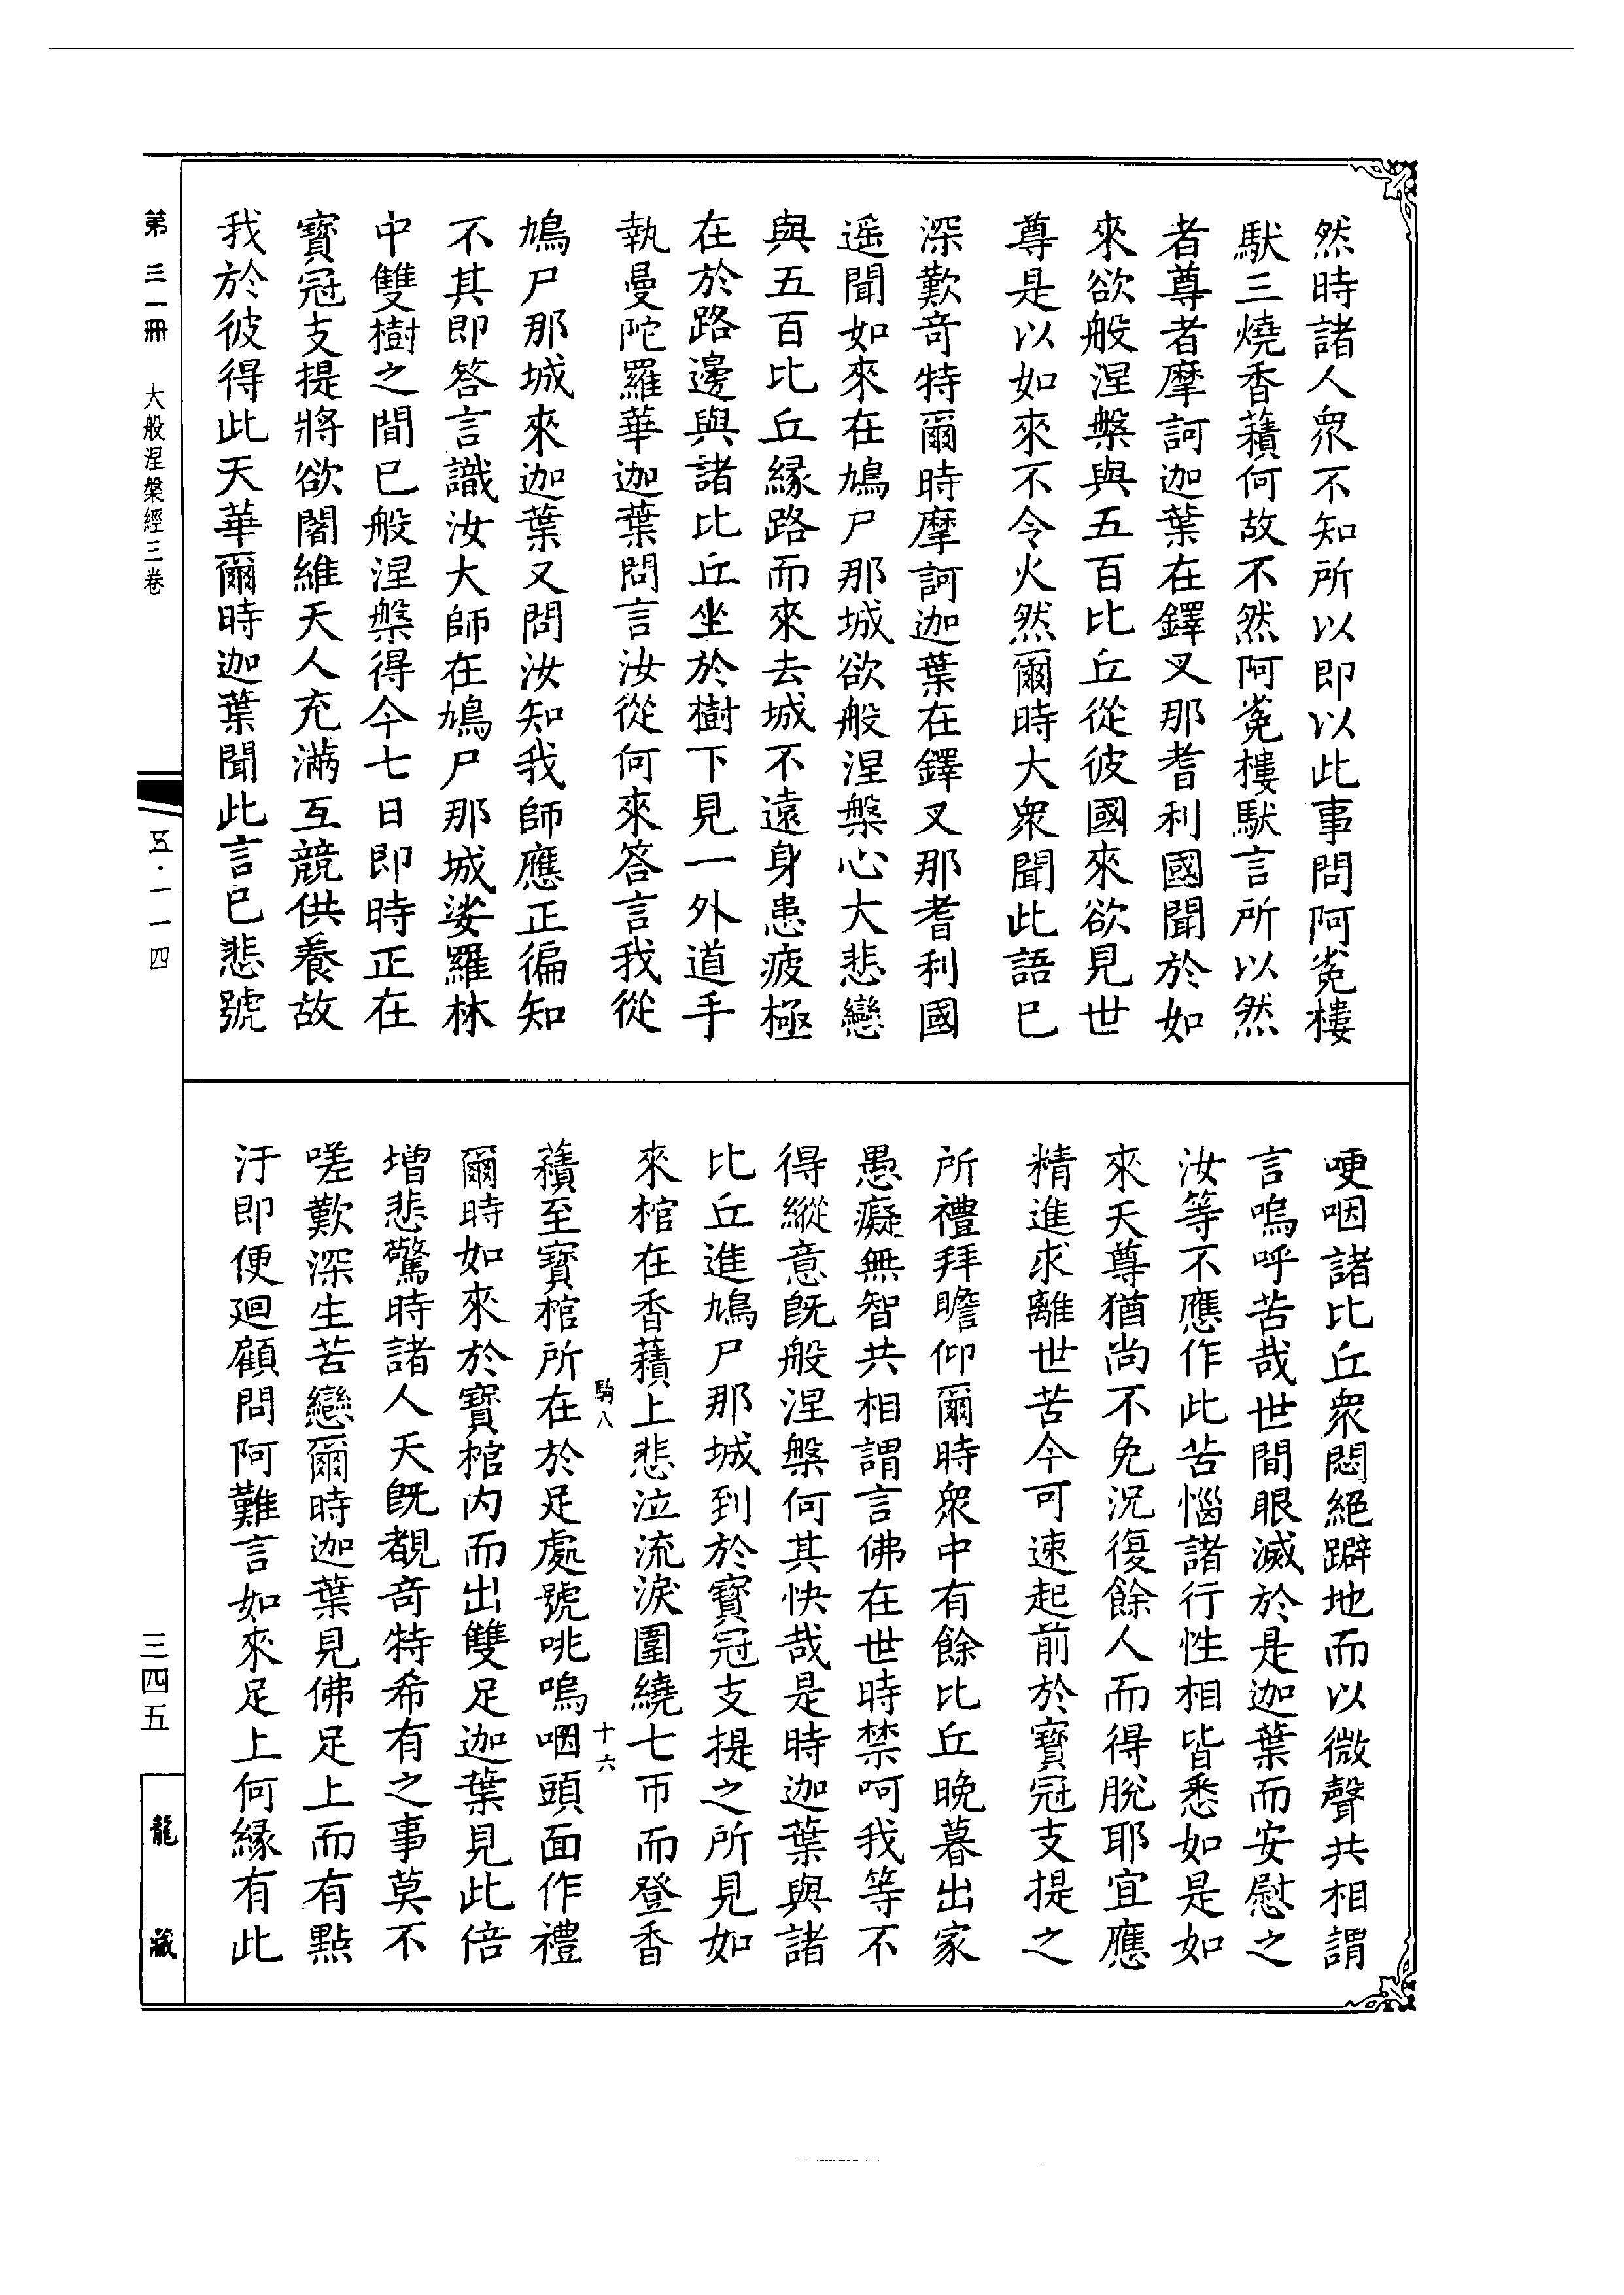 然時諸人衆不知所以即以此事問阿㝹樓
馱三燒香𧂐何故不然阿㝹樓馱言所以然
者尊者摩訶迦葉在鐸叉那耆利國聞於如
來欲般涅槃與五百比丘從彼國來欲見世
尊是以如來不令火然爾時大衆聞此語已
深歎竒特爾時摩訶迦葉在鐸叉那耆利國
遥聞如來在鳩尸那城欲般涅槃心大悲戀
與五百比丘緣路而來去城不遠身患疲極
在於路邊與諸比丘坐於樹下見一外道手
執曼陀羅華迦葉問言汝從何來答言我從
鳩尸那城來迦葉又問汝知我師應正徧知
不其即答言識汝大師在鳩尸那城娑羅林
中雙樹之間已般涅槃得今七日即時正在
寳冠支提將欲闍維天人充滿互競供養故
我於彼得此天華爾時迦葉聞此言已悲號
哽咽諸比丘衆悶絕躃地而以微聲共相謂
言嗚呼苦哉世間眼滅於是迦葉而安慰之
汝等不應作此苦惱諸行性相皆悉如是如
來天尊猶尚不免況復餘人而得脫耶宜應
精進求離世苦今可速起前於寳冠支提之
所禮拜瞻仰爾時衆中有餘比丘晚暮出家
愚癡無智共相謂言佛在世時禁呵我等不
得縱意旣般涅槃何其快哉是時迦葉與諸
比丘進鳩尸那城到於寳冠支提之所見如
來棺在香𧂐上悲泣流淚圍繞七帀而登香
駒八 十六
𧂐至寳棺所在於足處號咷嗚咽頭面作禮
爾時如來於寳棺内而出雙足迦葉見此倍
增悲驚時諸人天旣覩竒特希有之事莫不
嗟歎深生苦戀爾時迦葉見佛足上而有點
汙即便迴顧問阿難言如來足上何緣有此
第三一冊 大般涅槃經三卷
五·一一四
三四五
龍藏